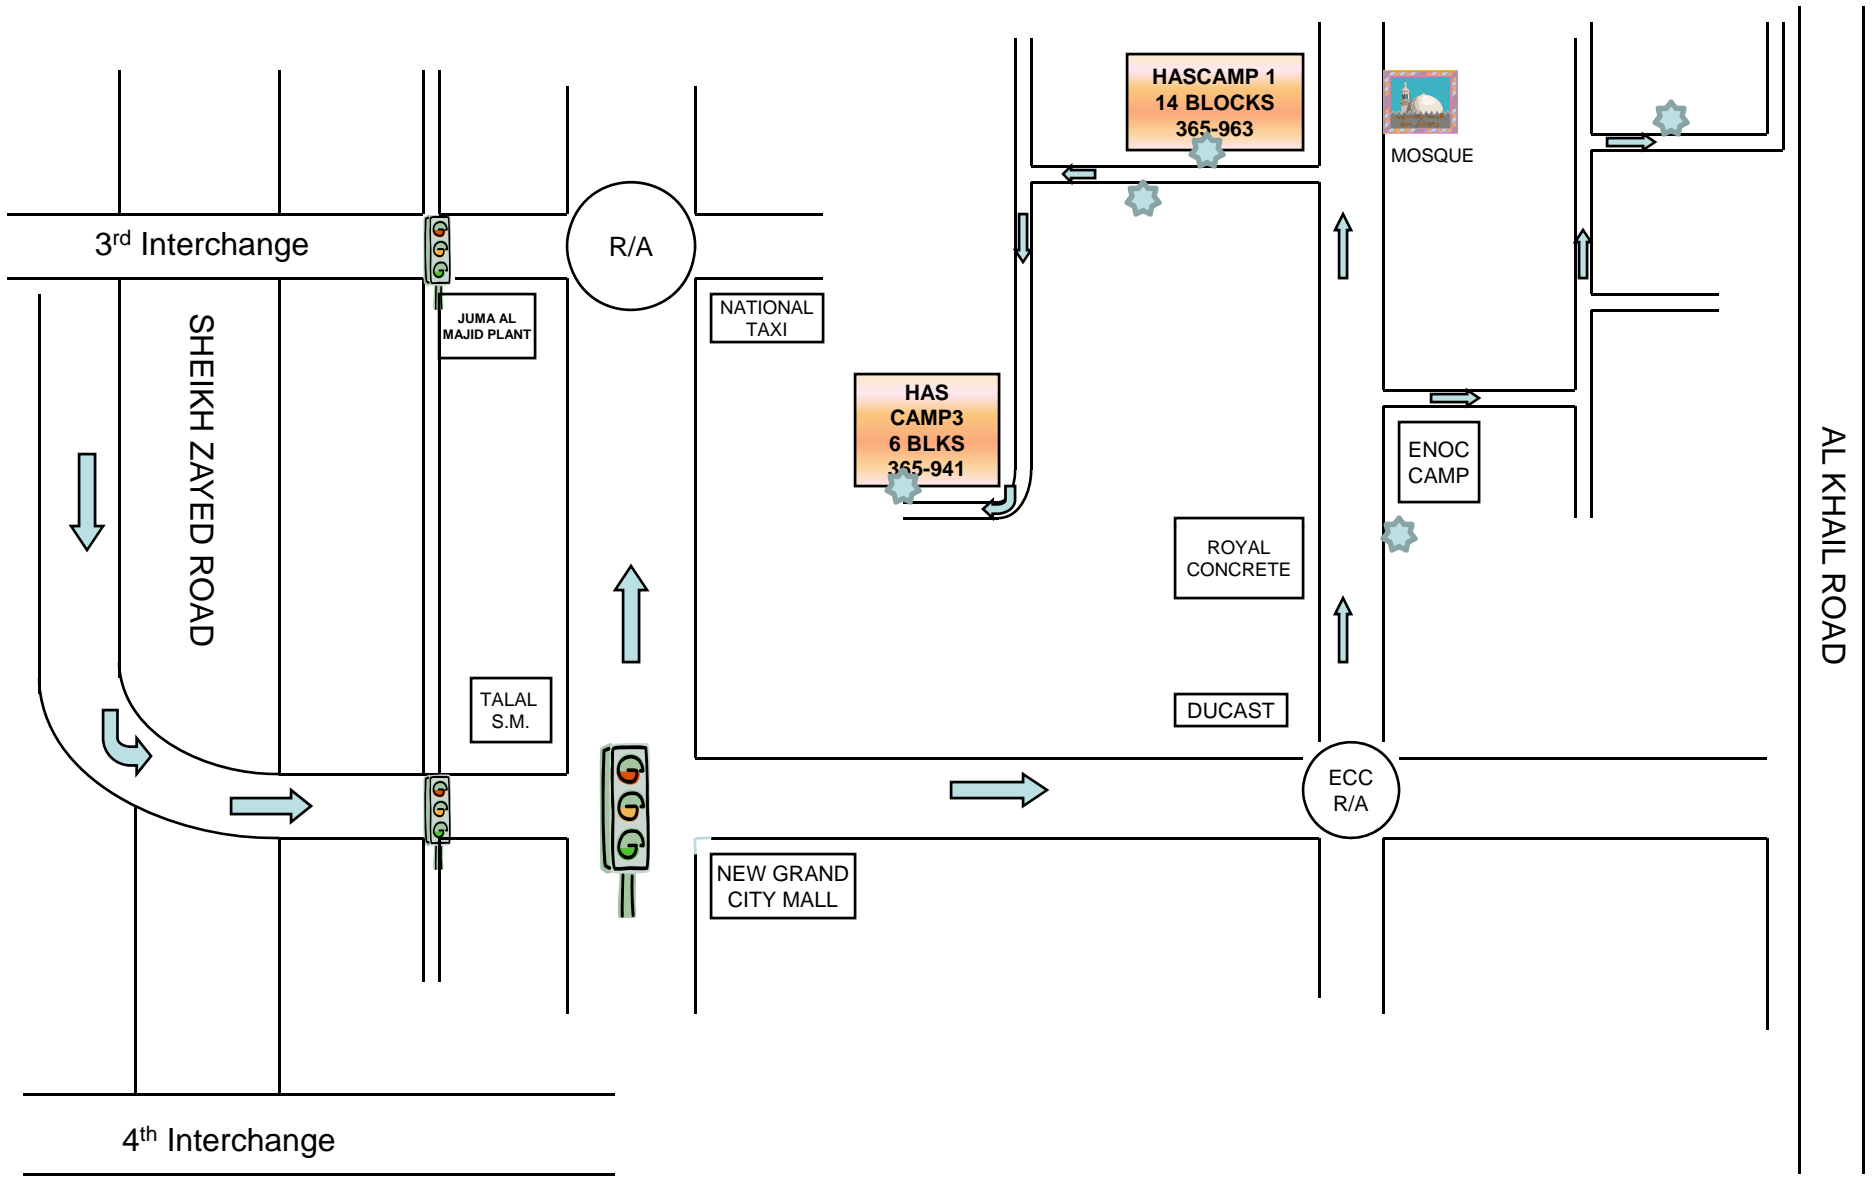 HASCAMP 1
14 BLOCKS
365-963
MOSQUE
3rd Interchange
R/A
JUMA AL
MAJID PLANT
NATIONAL
TAXI
SHEIKH ZAYED ROAD
HAS
CAMP3
6 BLKS
365-941
ENOC
CAMP
AL KHAIL ROAD
ROYAL
CONCRETE
TALAL
S.M.
DUCAST
ECC
R/A
NEW GRAND
CITY MALL
4th Interchange